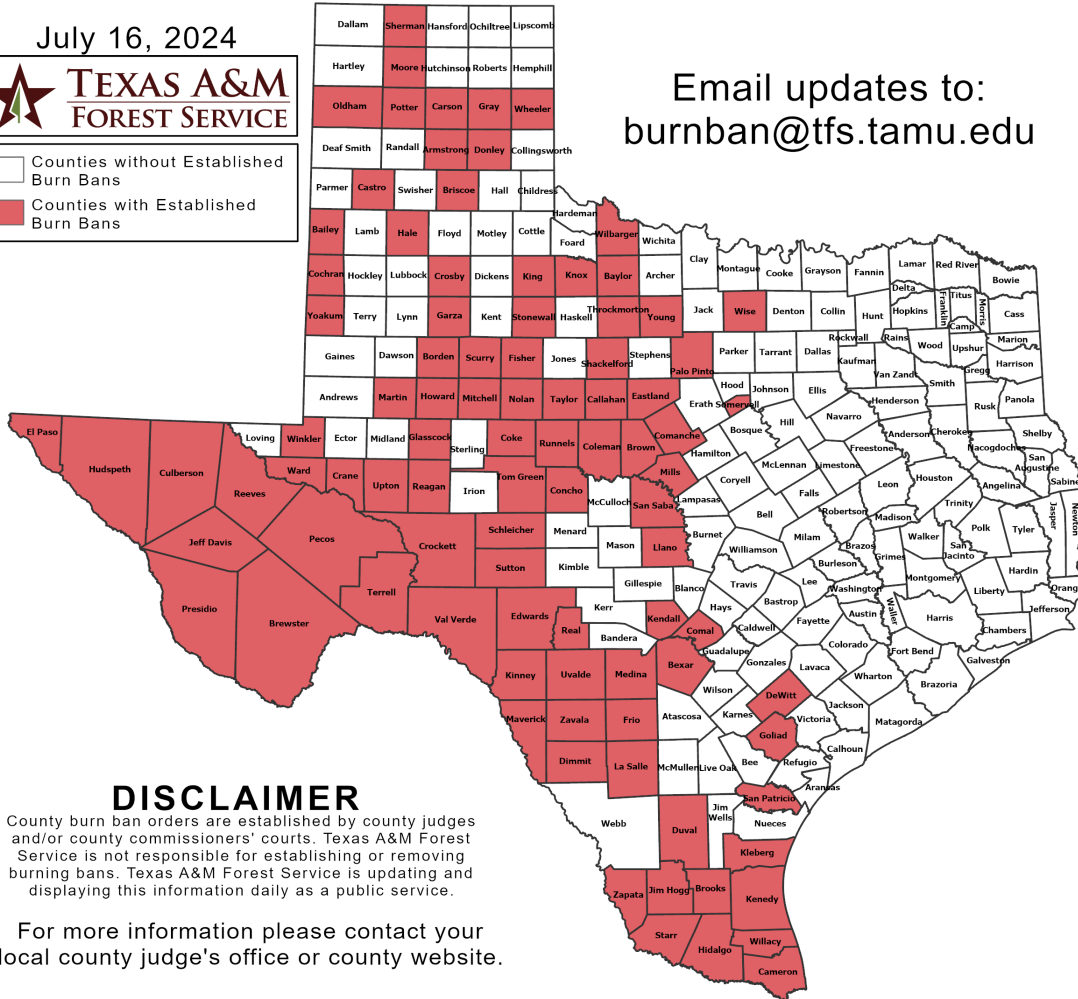 July 16, 2024
TEXAS A&M
FOREST SERVICE
Counties without Established
Burn Bans
Counties with Established
Burn Bans
Email updates to:
burnban@tfs.tamu.edu
Dallam Sherman Hansford Ochiltree Lipscomb
Hartley Moore Hutchinson Roberts Hemphill
Oldham Potter Carson Gray Wheeler
Deaf Smith Randall Armstrong Donley Collingsworth
Parmer Castro Swisher Briscoe Hall Childress
Hardeman
Bailey Lamb Hale Floyd Motley Cottle Foard Wilbarger Wichita
Clay Montague Cooke Grayson Fannin Lamar Red River Bowie
Cochran Hockley Lubbock Crosby Dickens King Knox Baylor Archer
Delta Franklin Titus Morris
Yoakum Terry Lynn Garza Kent Stonewall Haskell Throckmorton Young Jack Wise Denton Collin Hunt Hopkins Cass
Camp
Rockwall Rains Wood Upshur Marion
Gaines Dawson Borden Scurry Fisher Jones Shackelford Stephens Palo Pinto Parker Tarrant Dallas Kaufman Van Zandt Gregg Harrison
Andrews Martin Howard Mitchell Nolan Taylor Callahan Eastland Erath Hood Somervell Johnson Ellis Henderson Smith Rusk Panola
El Paso Hudspeth Culberson Reeves Loving Winkler Ector Midland Glasscock Sterling Coke Runnels Coleman Brown Comanche Bosque Hill Navarro Anderson Cherokee Nacogdoches Shelby
Hamilton Freestone San
Augustine
Ward Crane Upton Reagan Irion Tom Green Concho McCulloch San Saba Mills Lampasas Coryell McLennan Limestone Leon Houston Angelina Sabine
Jeff Davis Pecos Crockett Schleicher Menard Mason Llano Burnet Bell Falls Robertson Madison Trinity Polk Tyler Jasper Newton
Walker San
Jacinto
Sutton Kimble Gillespie Blanco Williamson Milam Brazos Grimes Burleson Montgomery Liberty Hardin Orang
Presidio Brewster Terrell Val Verde Edwards Real Kerr Bandera Kendall Comal Hays Travis Bastrop Lee Washington Austin Waller Harris Chambers Jefferson
Caldwell Fayette Colorado Fort Bend Galveston
Kinney Uvalde Medina Bexar Guadalupe Gonzales Lavaca Wharton Brazoria
Wilson DeWitt Jackson Matagorda
Maverick Zavala Frio Atascosa Karnes Goliad Victoria Calhoun
Dimmit La Salle McMullen Live Oak Bee Refugio Aransas
San Patricio
Webb Duval Jim
Wells Nueces
Kleberg
Zapata Jim Hogg Brooks Kenedy
Starr Hidalgo Willacy
Cameron
DISCLAIMER
County burn ban orders are established by county judges
and/or county commissioners' courts. Texas A&M Forest
Service is not responsible for establishing or removing
burning bans. Texas A&M Forest Service is updating and
displaying this information daily as a public service.
For more information please contact your
local county judge's office or county website.